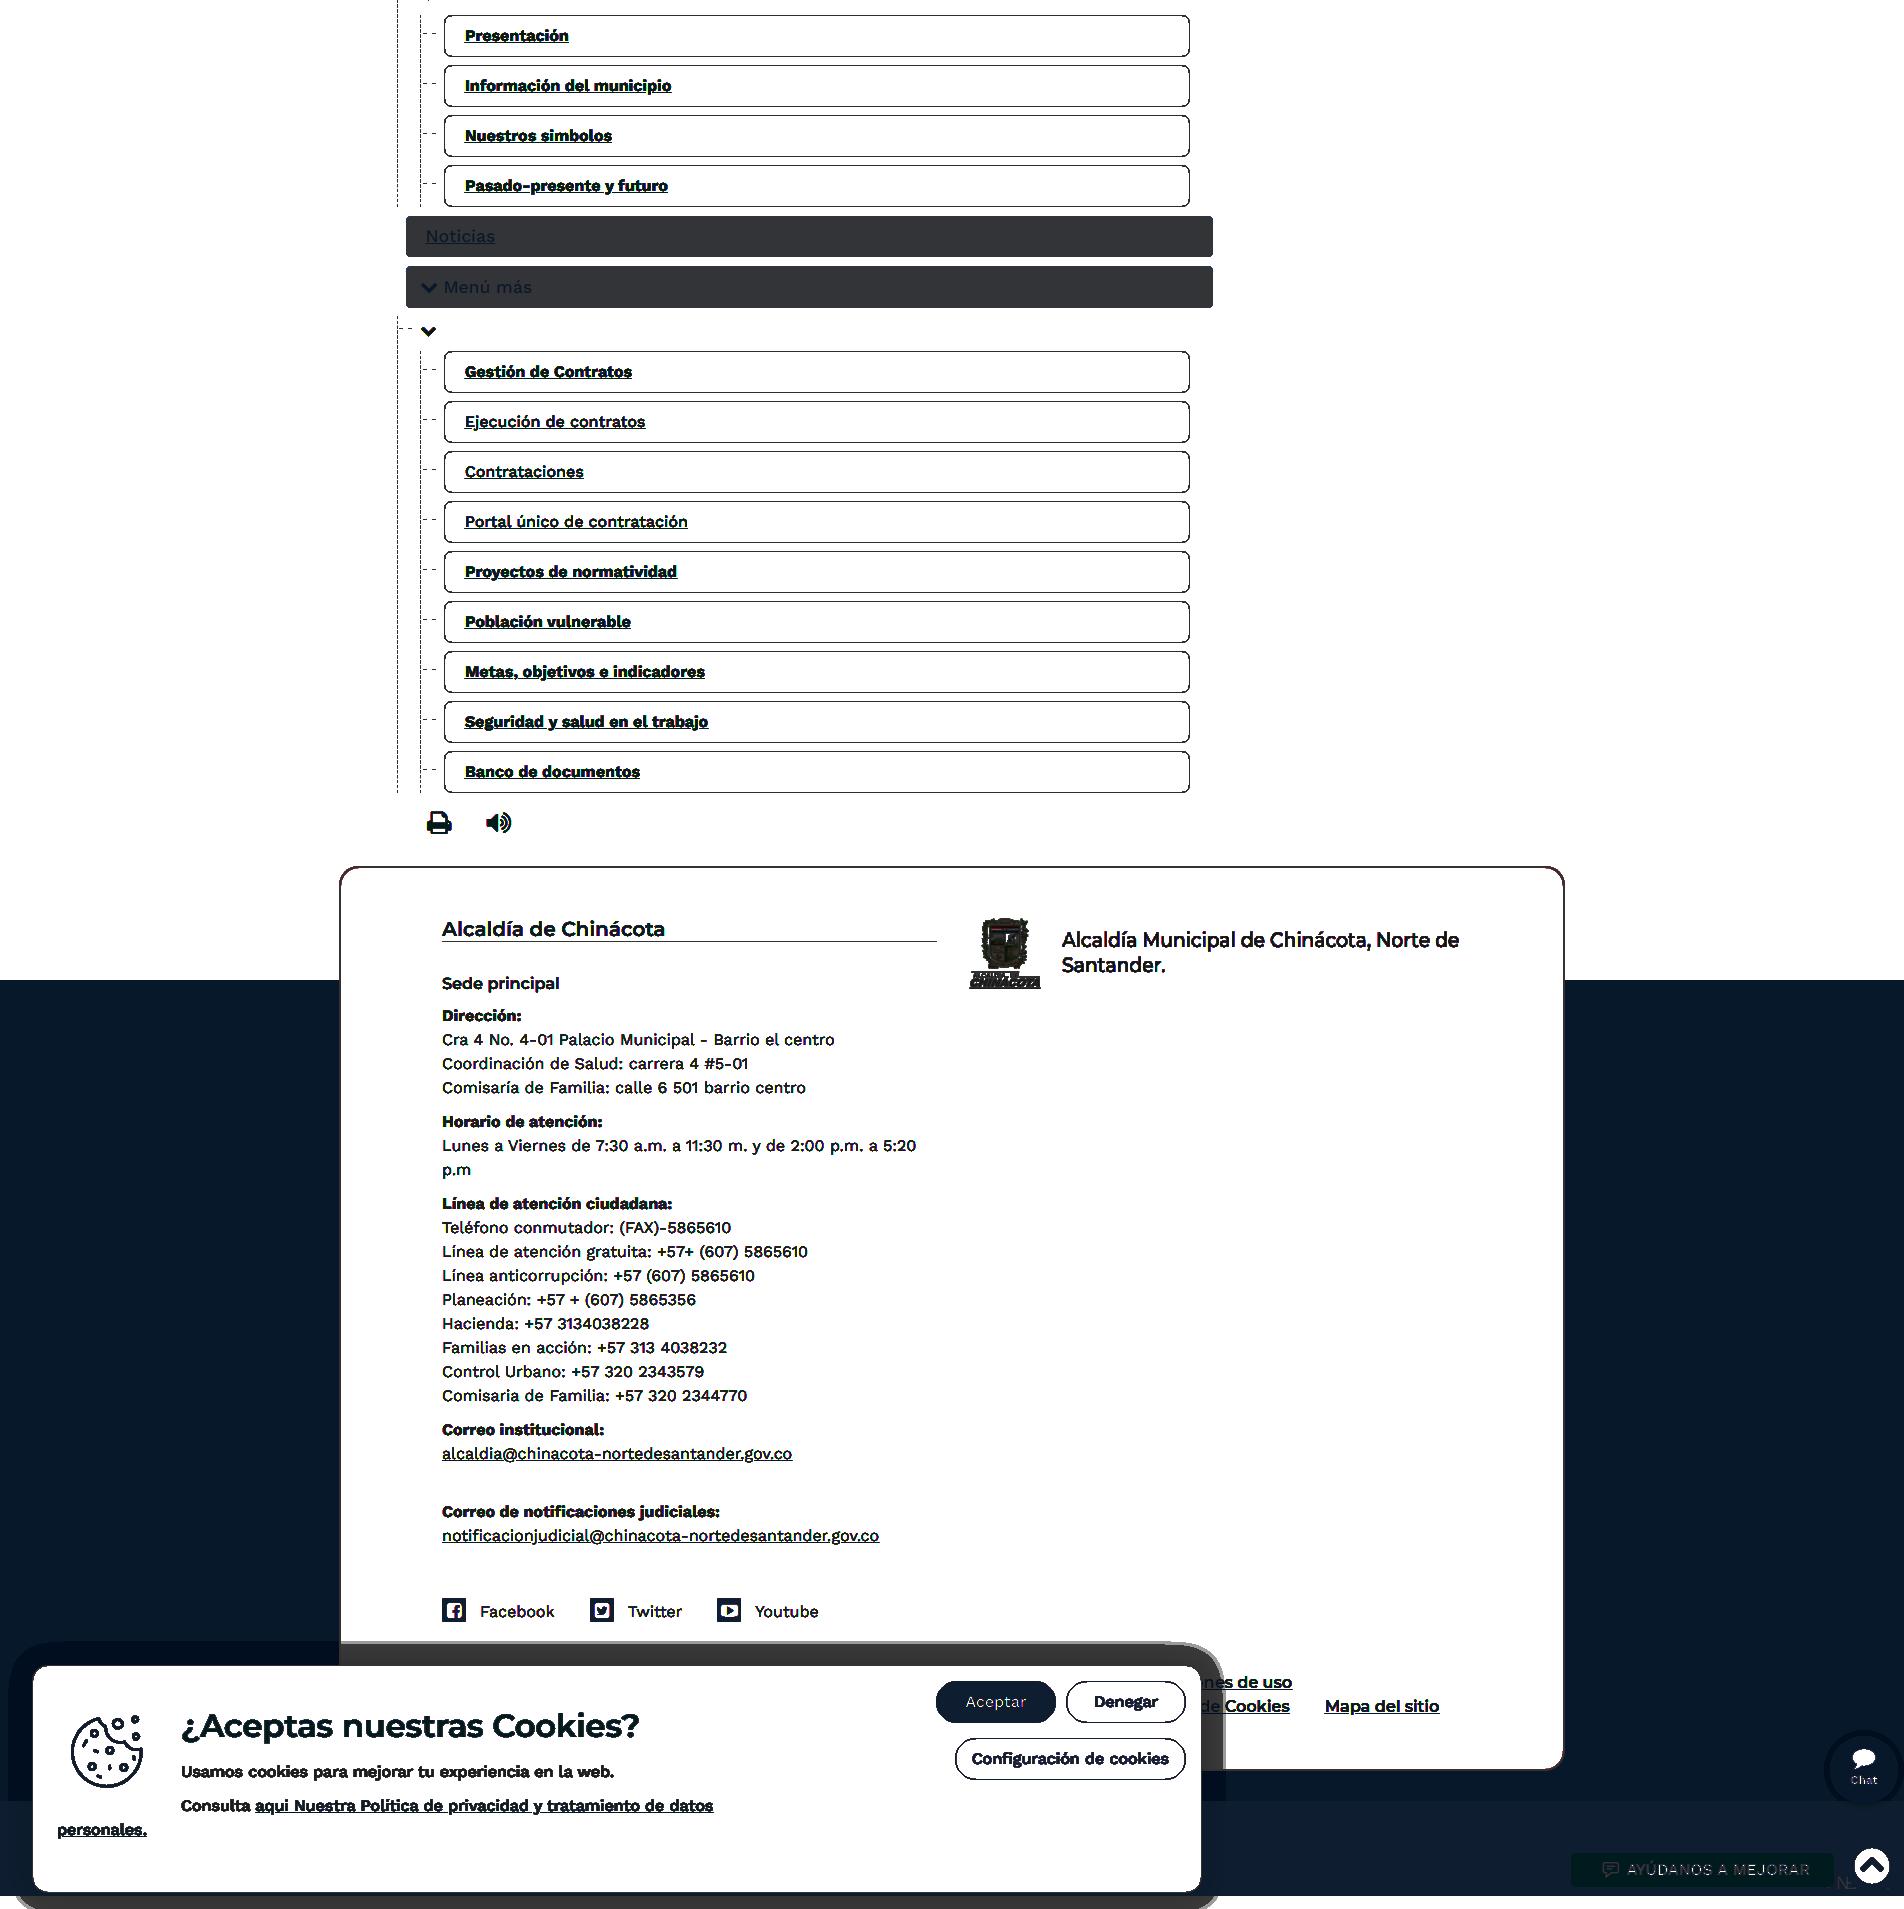 Presentación
Información del municipio
Nuestros simbolos
Pasado-presente y futuro
Noticias
Menú más
Gestión de Contratos
Ejecución de contratos
Contrataciones
Portal único de contratación
Proyectos de normatividad
Población vulnerable
Metas, objetivos e indicadores
Seguridad y salud en el trabajo
Banco de documentos
Alcaldía de Chinácota
CHINÁCOTA
Alcaldía Municipal de Chinácota, Norte de
Santander.
Sede principal
Dirección:
Cra 4 No. 4-01 Palacio Municipal - Barrio el centro
Coordinación de Salud: carrera 4 #5-01
Comisaría de Familia: calle 6 501 barrio centro
Horario de atención:
Lunes a Viernes de 7:30 a.m. a 11:30 m. y de 2:00 p.m. a 5:20
p.m
Línea de atención ciudadana:
Teléfono conmutador: (FAX)-5865610
Línea de atención gratuita: +57+ (607) 5865610
Línea anticorrupción: +57 (607) 5865610
Planeación: +57 + (607) 5865356
Hacienda: +57 3134038228
Familias en acción: +57 313 4038232
Control Urbano: +57 320 2343579
Comisaria de Familia: +57 320 2344770
Correo institucional:
alcaldia@chinacota-nortedesantander.gov.co
Correo de notificaciones judiciales:
notificacionjudicial@chinacota-nortedesantander.gov.co
Facebook Twitter Youtube
nes de uso
de Cookies Mapa del sitio
¿Aceptas nuestras Cookies?
Usamos cookies para mejorar tu experiencia en la web.
Consulta aqui Nuestra Política de privacidad y tratamiento de datos
personales.
Aceptar Denegar
Configuración de cookies
Chat
AYÚDANOS A MEJORAR